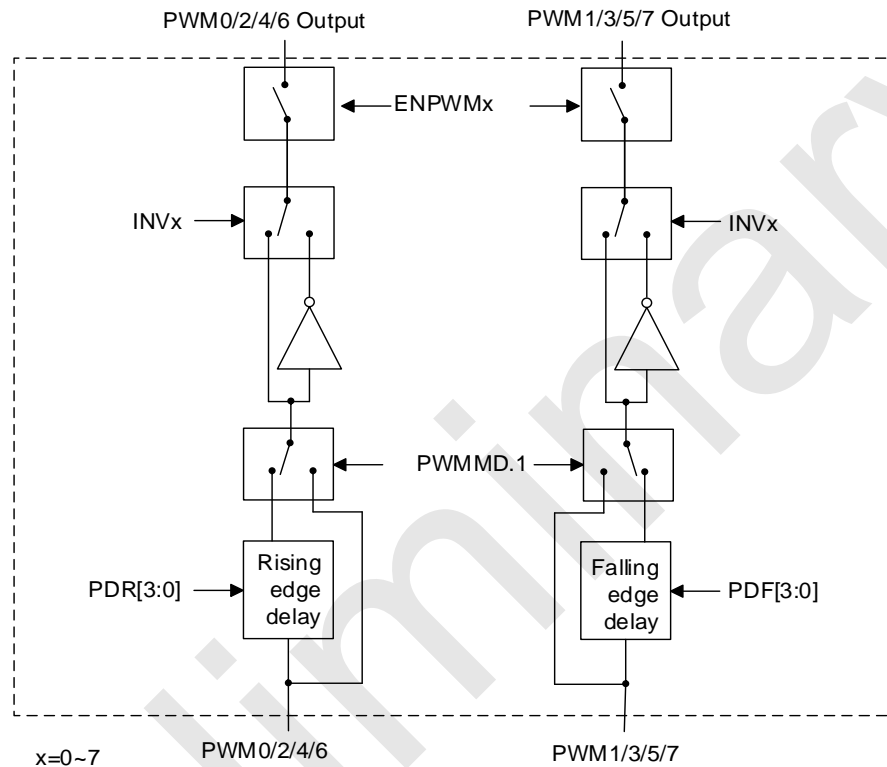 PWM0/2/4/6 Output
PWM1/3/5/7 Output
ENPWMx
INVx
INVx
PWMMD.1
PDR[3:0]
Rising
edge
delay
Falling
edge
delay
PDF[3:0]
PWM0/2/4/6
PWM1/3/5/7
x=0~7
liminary